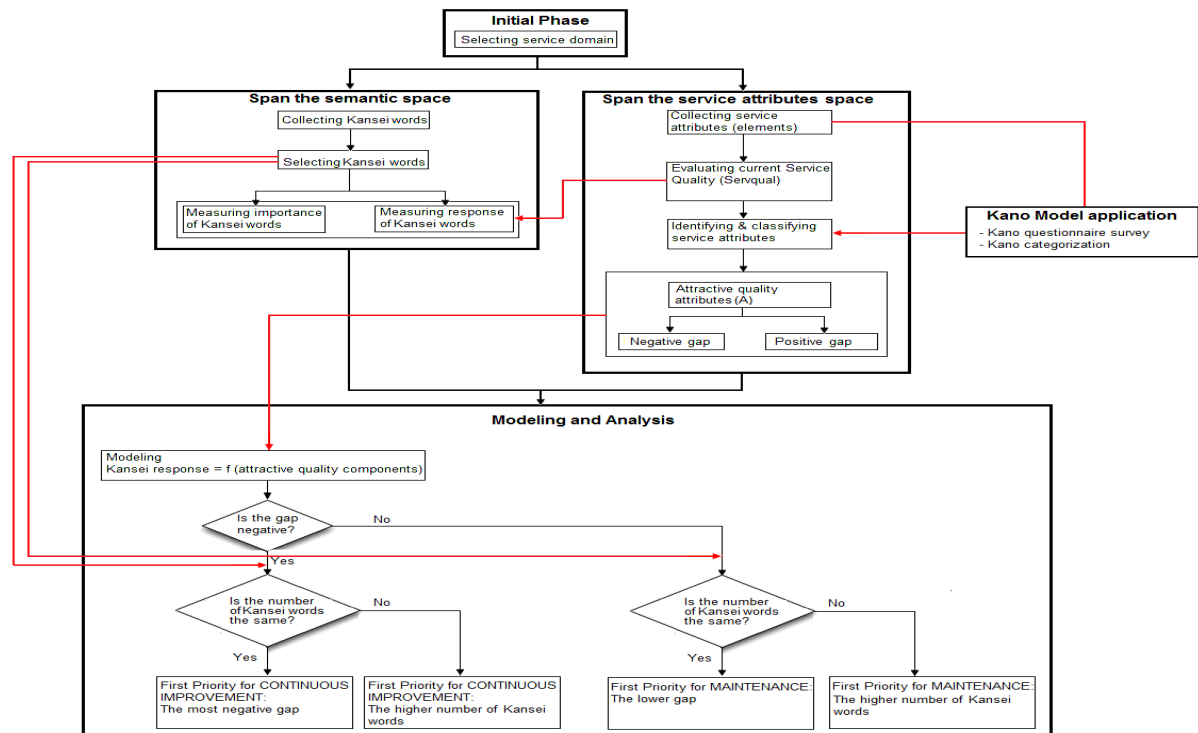 Initial Phase
Selecting service domain
Span the semantic space
Collecting Kansei words
Selecting Kansei words
Measuring importance
of Kansei words
Measuring response
of Kansei words
Span the service attributes space
Collecting service
attributes (elements)
Evaluating current Service
Quality (Servqual)
Identifying & classifying
service attributes
Attractive quality
attributes (A)
Negative gap
Positive gap
Kano Model application
- Kano questionnaire survey
- Kano categorization
Modeling and Analysis
Modeling
Kansei response = f (attractive quality components)
Is the gap
negative?
No
Yes
Is the number
of Kansei words
the same?
No
Yes
Is the number
of Kansei words
the same?
No
Yes
First Priority for CONTINUOUS
IMPROVEMENT:
The most negative gap
First Priority for CONTINUOUS
IMPROVEMENT:
The higher number of Kansei
words
First Priority for MAINTENANCE:
The lower gap
First Priority for MAINTENANCE:
The higher number of Kansei
words